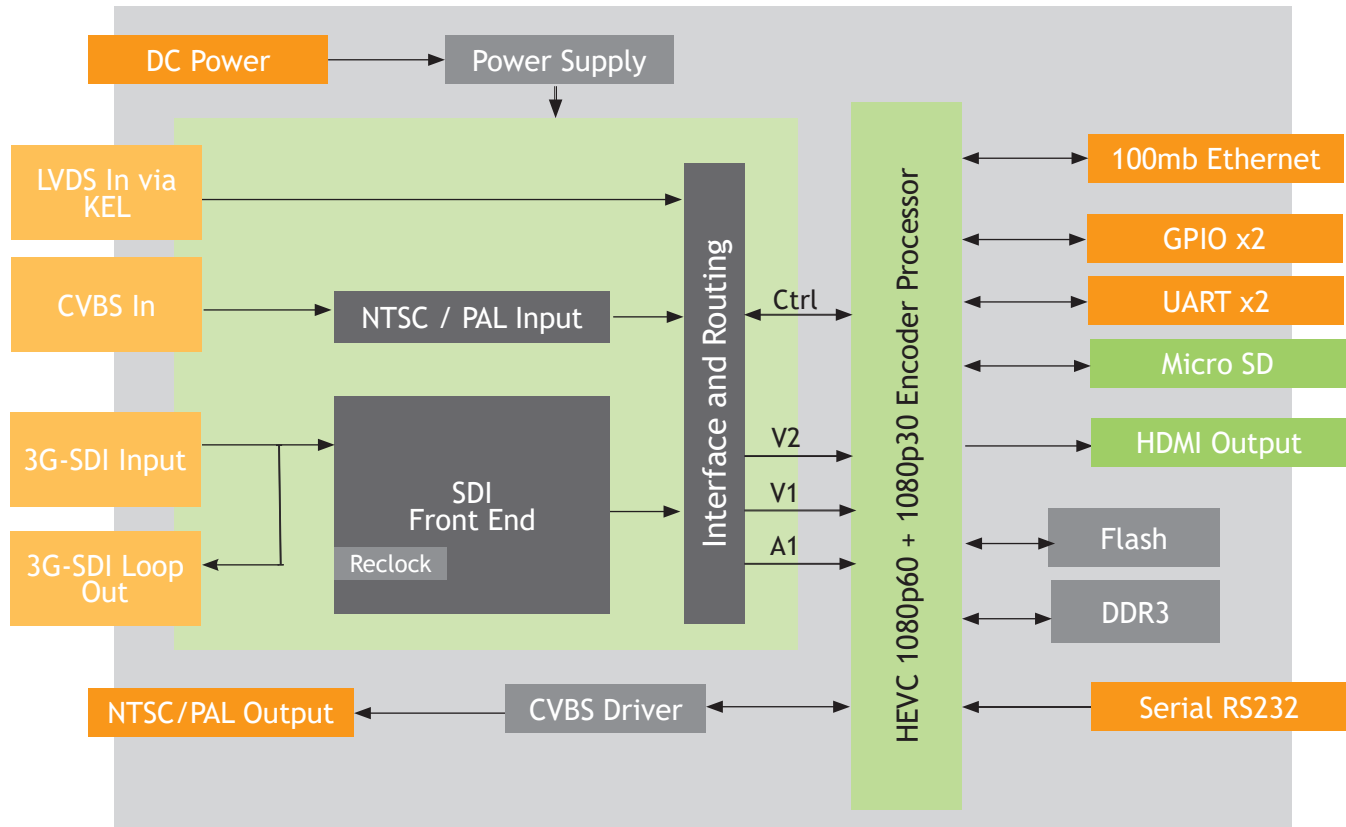 DC Power
Power Supply
LVDS In via
KEL
CVBS In
NTSC / PAL Input
3G-SDI Input
3G-SDI Loop
Out
SDI
Front End
Reclock
Interface and Routing
Ctrl
V2
V1
A1
HEVC 1080p60 + 1080p30 Encoder Processor
100mb Ethernet
GPIO x2
UART x2
Micro SD
HDMI Output
Flash
DDR3
Serial RS232
NTSC/PAL Output
CVBS Driver